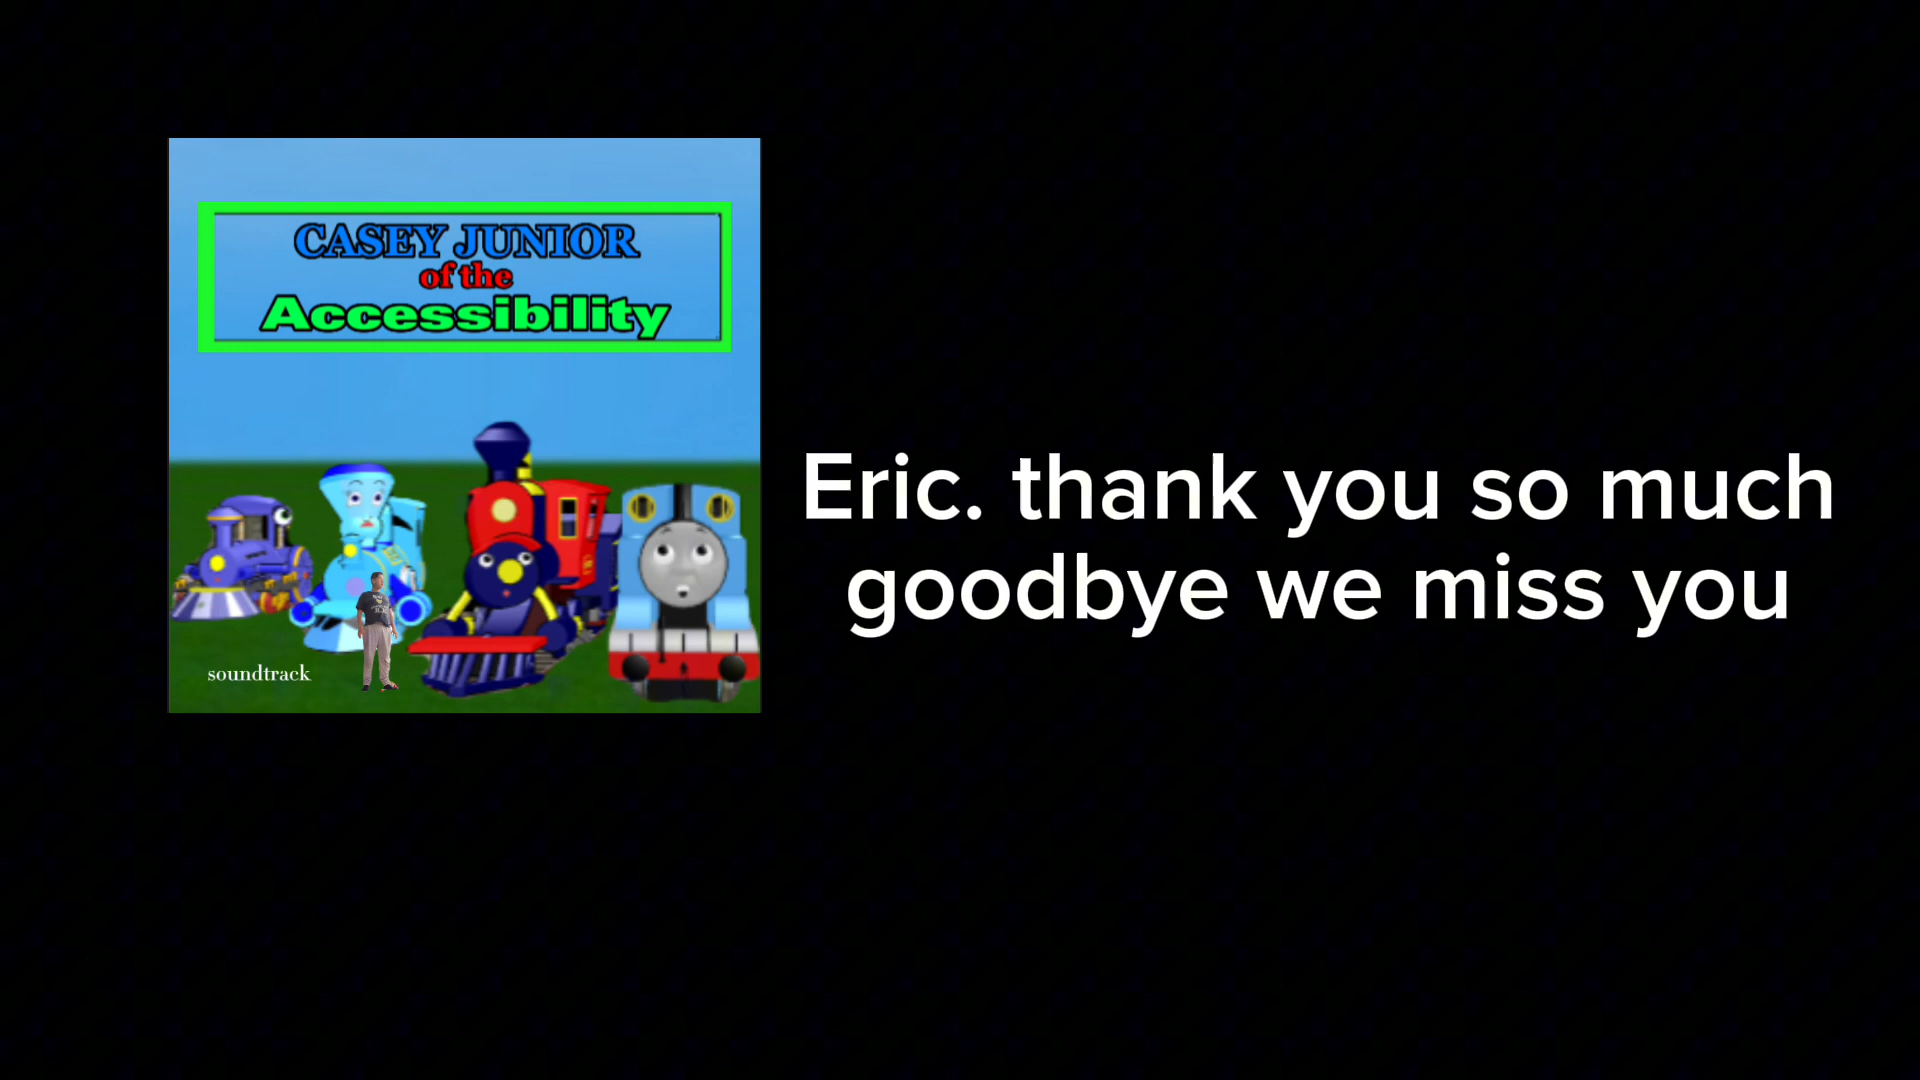 CASEY JUNIOR
of the
Accessibility
soundtrack
Eric. thank you so much
goodbye we miss you